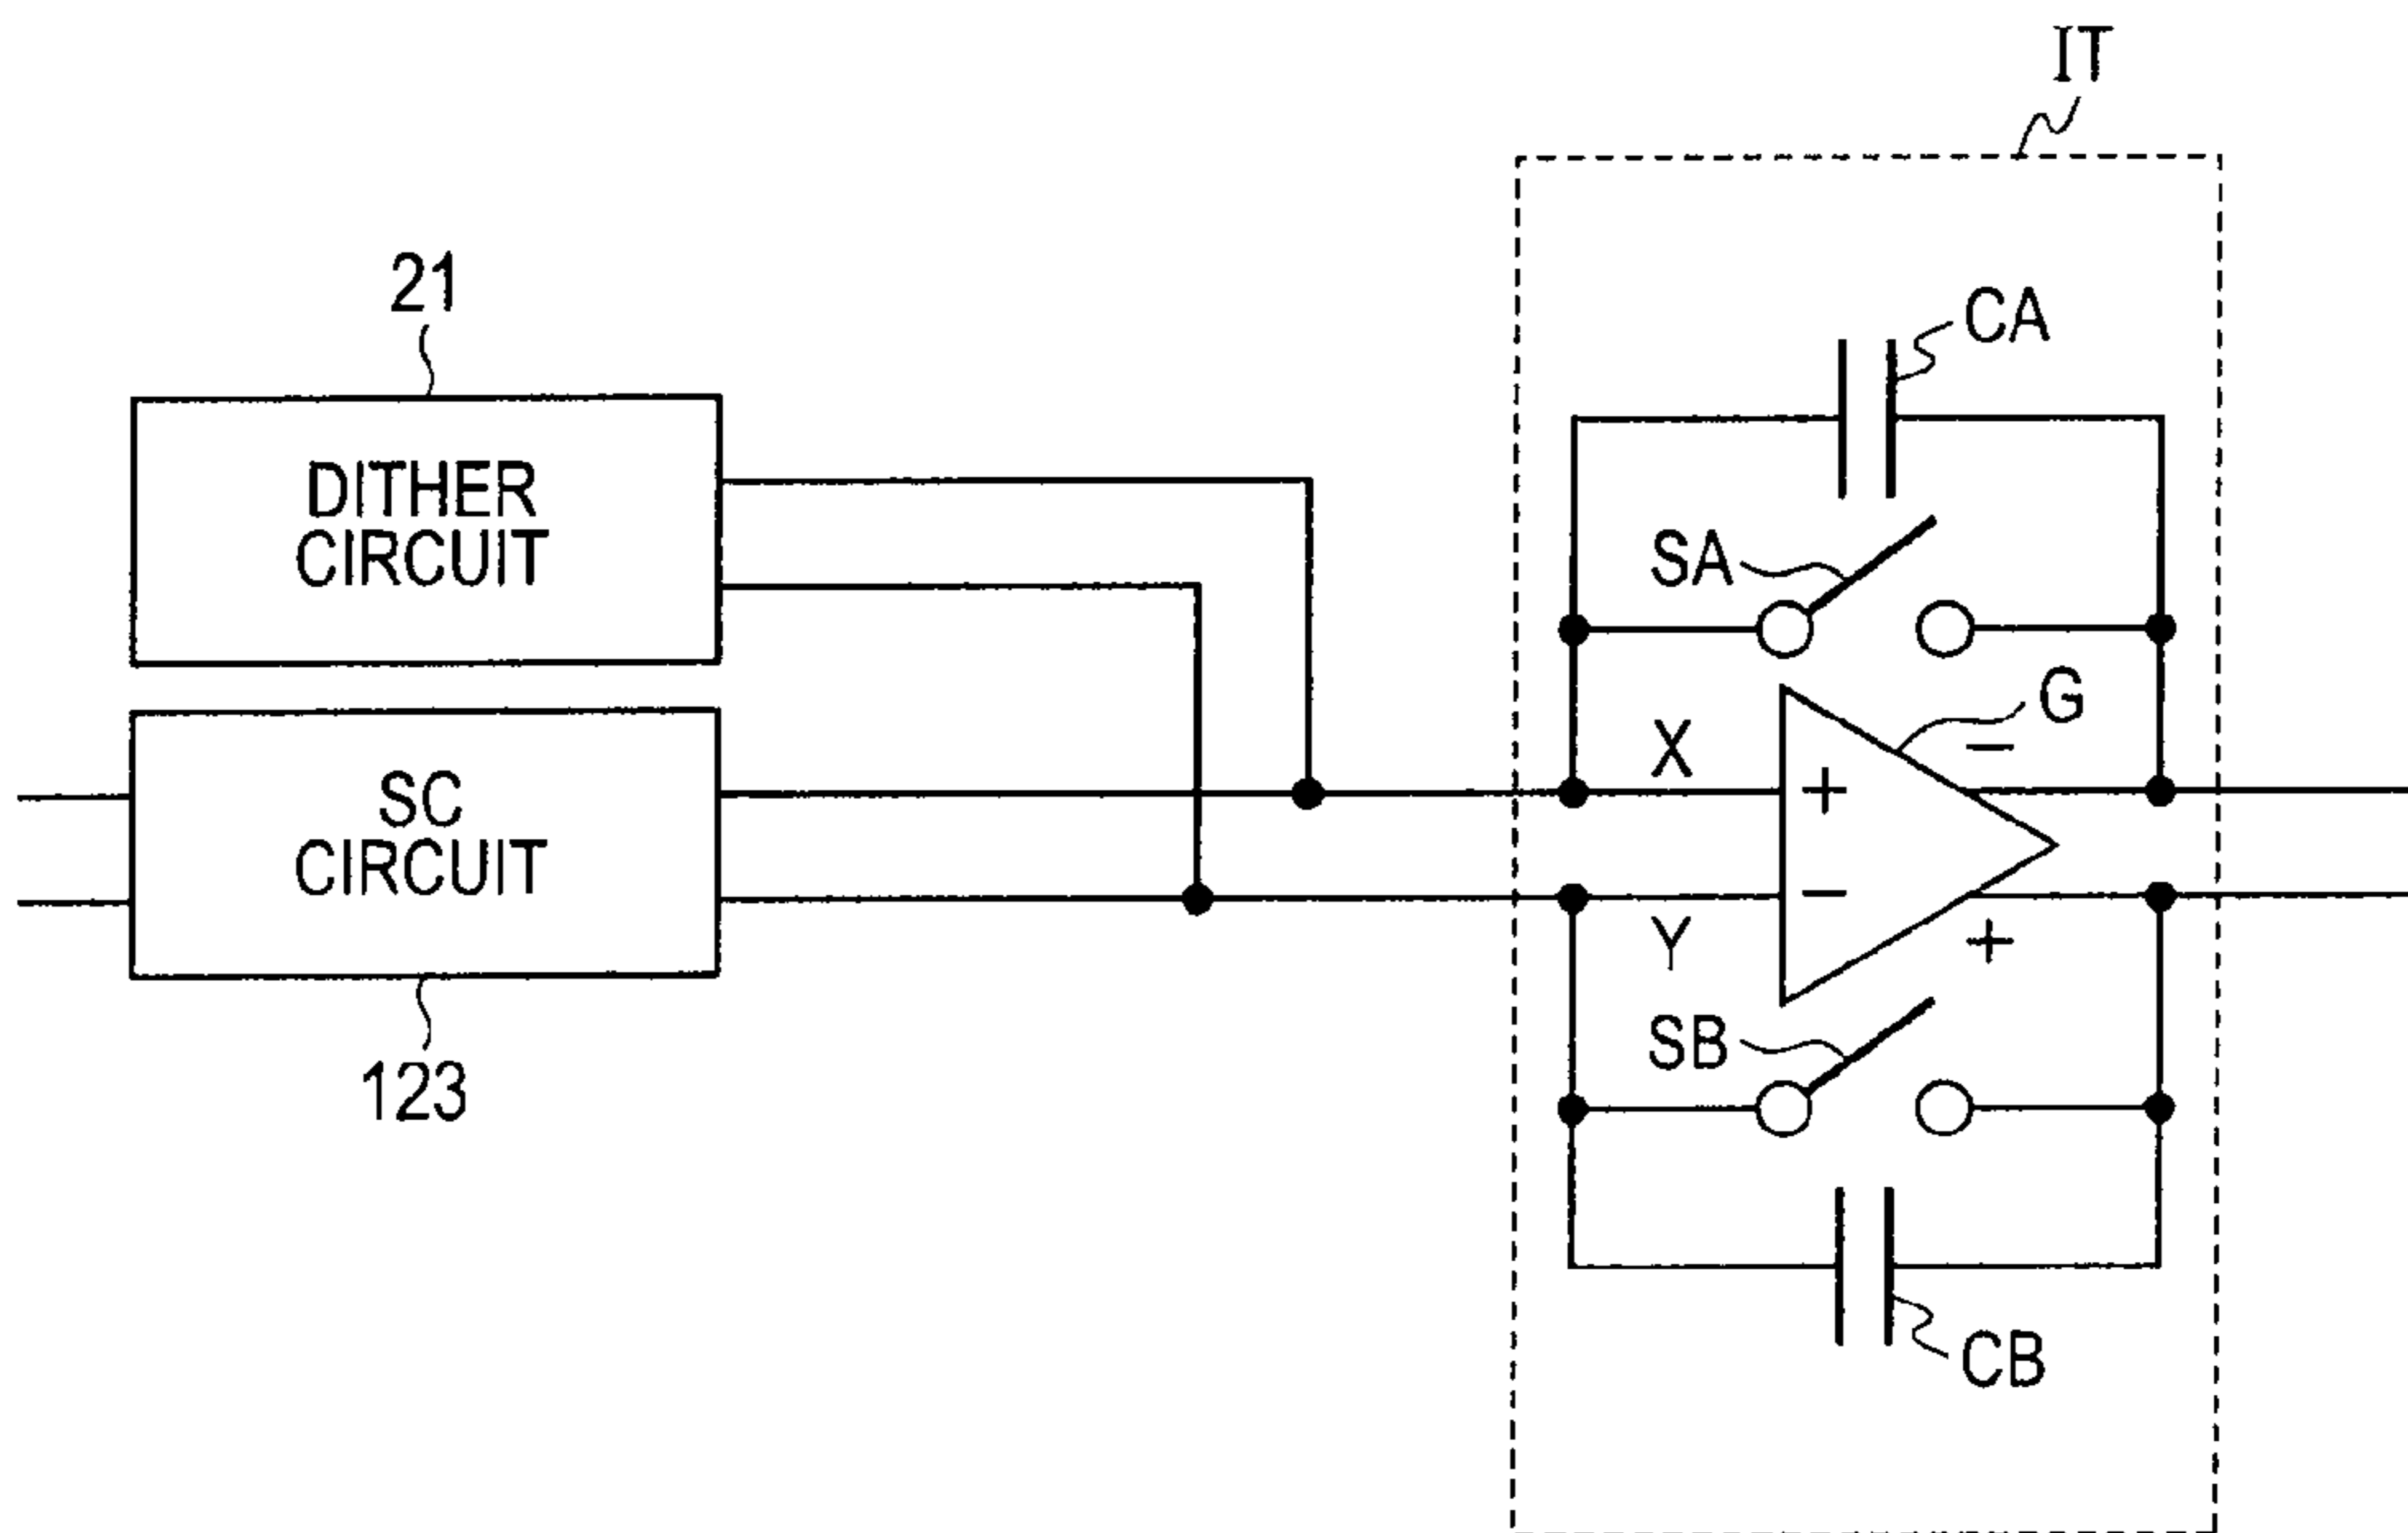 IT
21
CA
DITHER
CIRCUIT
SA
G
X
−
+
SC
CIRCUIT
−
Y
+
SB
123
CB